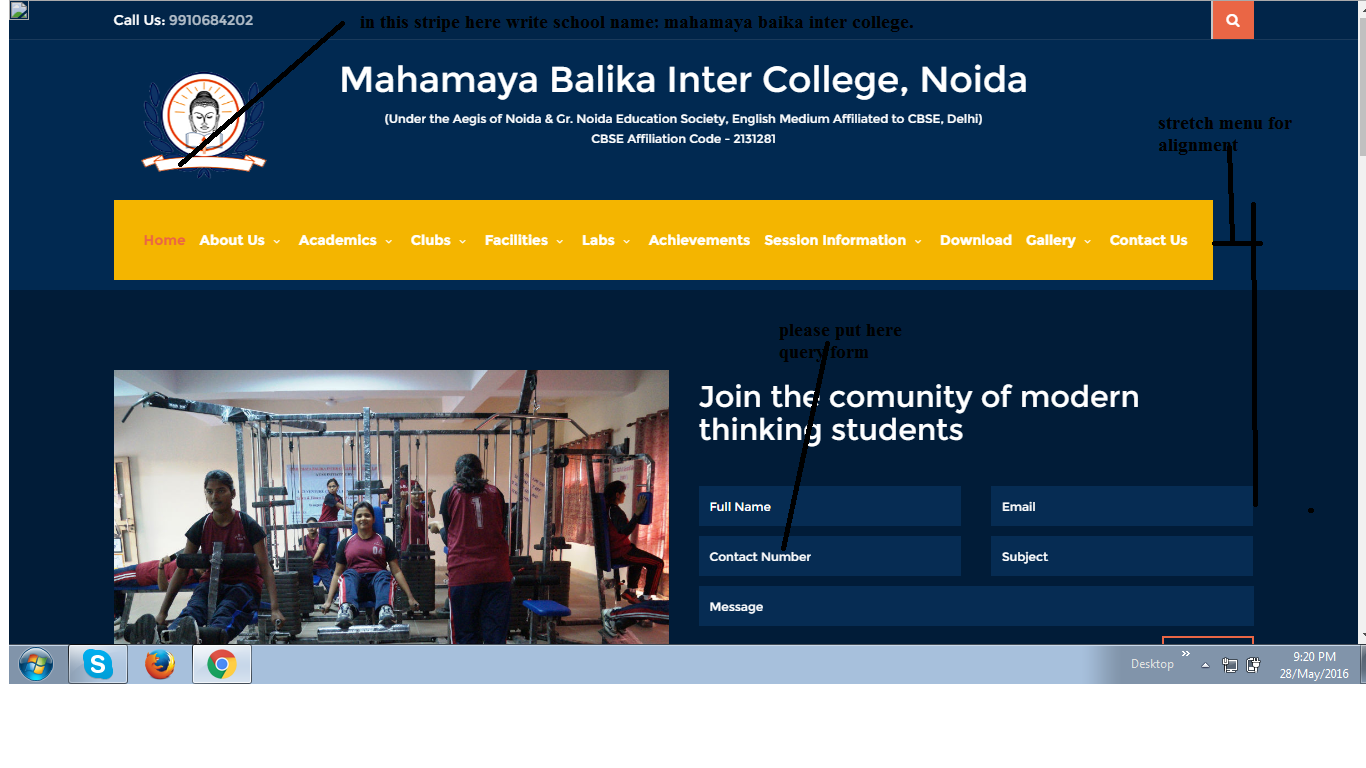 Call Us: 9910684202
in this stripe here write school name: mahamaya baika inter college.
Mahamaya Balika Inter College, Noida
(Under the Aegis of Noida & Gr. Noida Education Society, English Medium Affiliated to CBSE, Delhi)
CBSE Affiliation Code - 2131281
stretch menu for
alignment
Home About Us Academics Clubs Facilities Labs Achievements Session Information Download Gallery Contact Us
please put here
query form
Join the comunity of modern
thinking students
Full Name Email
Contact Number Subject
Message
1
Desktop
9:20 PM
28/May/2016